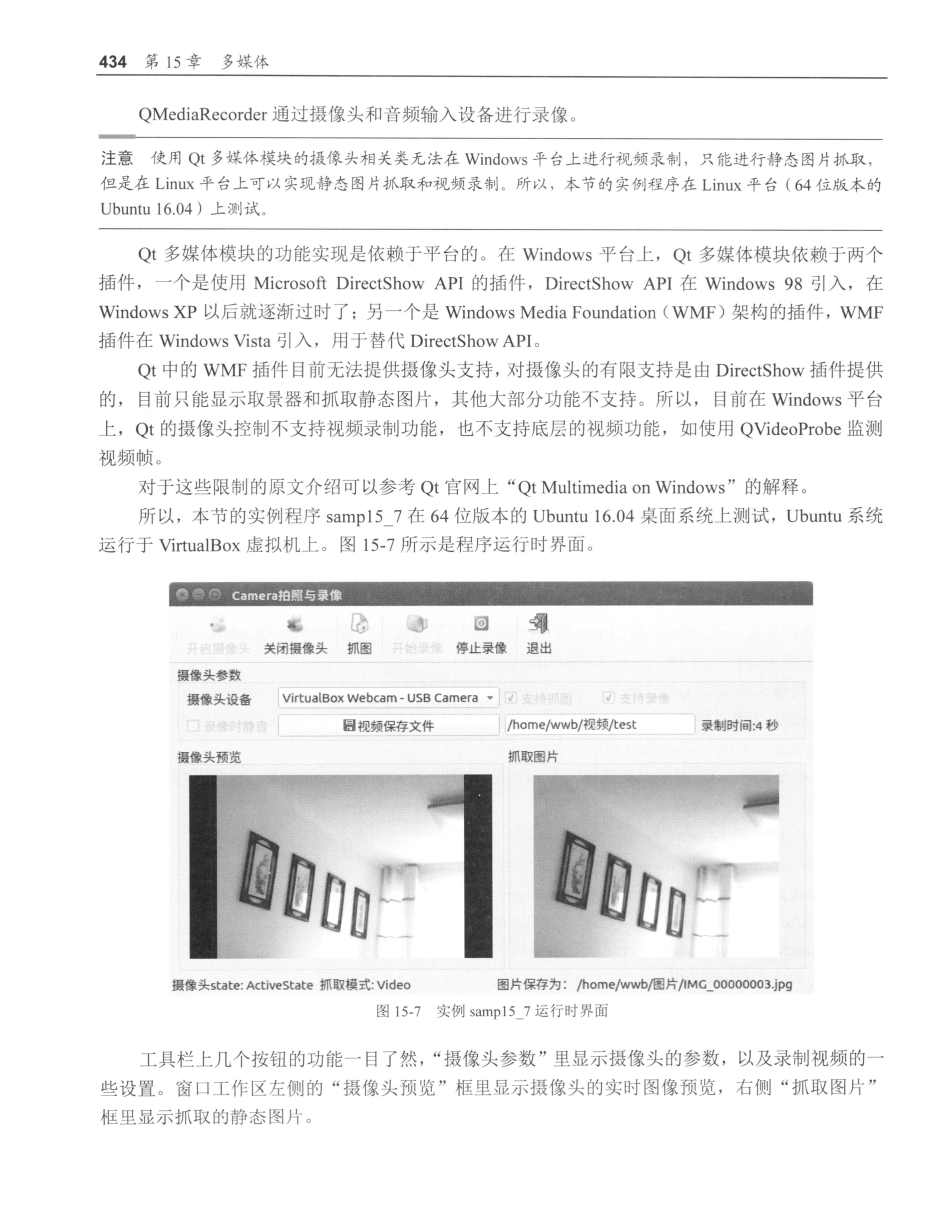 434 第 15 章 多媒体
QMediaRecorder 通过摄像头和音频输入设备进行录像。
注意 使用 Qt 多媒体模块的摄像头相关类无法在 Windows 平台上进行视频录制，只能进行静态图片抓取，
但是在 Linux 平台上可以实现静态图片抓取和视频录制。所以，本节的实例程序在 Linux 平台（64 位版本的
Ubuntu 16.04）上测试。
Qt 多媒体模块的功能实现是依赖于平台的。在 Windows 平台上，Qt 多媒体模块依赖于两个
插件，一个是使用 Microsoft DirectShow API 的插件，DirectShow API 在 Windows 98 引入，在
Windows XP 以后就逐渐过时了；另一个是 Windows Media Foundation（WMF）架构的插件，WMF
插件在 Windows Vista 引入，用于替代 DirectShow API。
Qt 中的 WMF 插件目前无法提供摄像头支持，对摄像头的有限支持是由 DirectShow 插件提供
的，目前只能显示取景器和抓取静态图片，其他大部分功能不支持。所以，目前在 Windows 平台
上，Qt 的摄像头控制不支持视频录制功能，也不支持底层的视频功能，如使用 QVideoProbe 监测
视频帧。
对于这些限制的原文介绍可以参考 Qt 官网上“Qt Multimedia on Windows”的解释。
所以，本节的实例程序 samp15_7 在 64 位版本的 Ubuntu 16.04 桌面系统上测试，Ubuntu 系统
运行于 VirtualBox 虚拟机上。图 15-7 所示是程序运行时界面。
Camera拍照与录像
开启摄像头 关闭摄像头 抓图 开始录像 停止录像 退出
摄像头参数
摄像头设备 VirtualBox Webcam - USB Camera 支持抓图 支持录像
录像时静音 视频保存文件 /home/wwb/视频/test 录制时间:4 秒
摄像头预览 抓取图片
摄像头state: ActiveState 抓取模式: Video 图片保存为： /home/wwb/图片/IMG_00000003.jpg
图 15-7 实例 samp15_7 运行时界面
工具栏上几个按钮的功能一目了然，“摄像头参数”里显示摄像头的参数，以及录制视频的一
些设置。窗口工作区左侧的“摄像头预览”框里显示摄像头的实时图像预览，右侧“抓取图片”
框里显示抓取的静态图片。